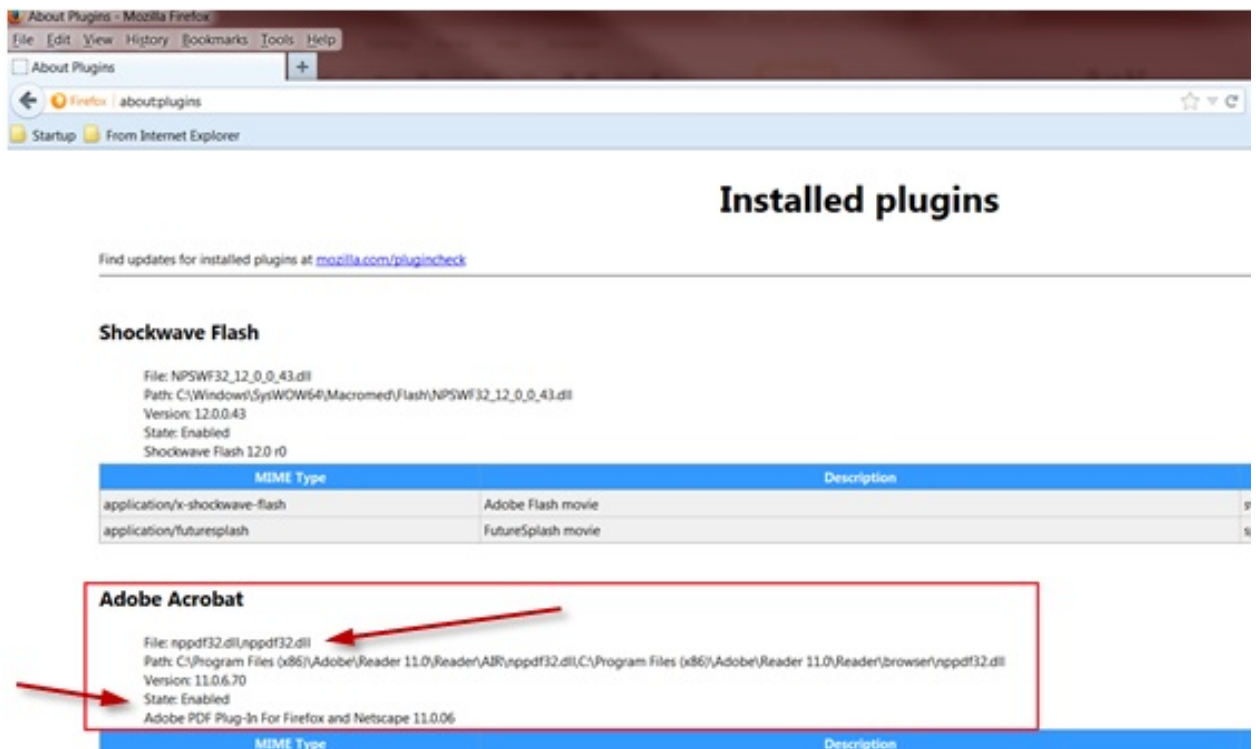 About Plugins - Mozilla Firefox
File Edit View History Bookmarks Tools Help
About Plugins +
Firefox about:plugins
Startup From Internet Explorer
Installed plugins
Find updates for installed plugins at mozilla.com/plugincheck
Shockwave Flash
File: NPSWF32_12_0_0_43.dll
Path: C:\Windows\SysWOW64\Macromed\Flash\NPSWF32_12_0_0_43.dll
Version: 12.0.0.43
State: Enabled
Shockwave Flash 12.0 r0
MIME Type Description
application/x-shockwave-flash Adobe Flash movie
application/futuresplash FutureSplash movie
Adobe Acrobat
File: nppdf32.dll,nppdf32.dll
Path: C:\Program Files (x86)\Adobe\Reader 11.0\Reader\AIR\nppdf32.dll,C:\Program Files (x86)\Adobe\Reader 11.0\Reader\browser\nppdf32.dll
Version: 11.0.6.70
State: Enabled
Adobe PDF Plug-In For Firefox and Netscape 11.0.06
MIME Type Description